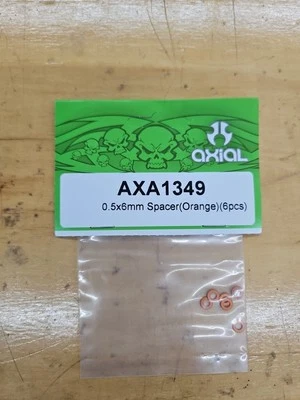 axial
AXA1349
0.5x6mm Spacer(Orange)(6pcs)